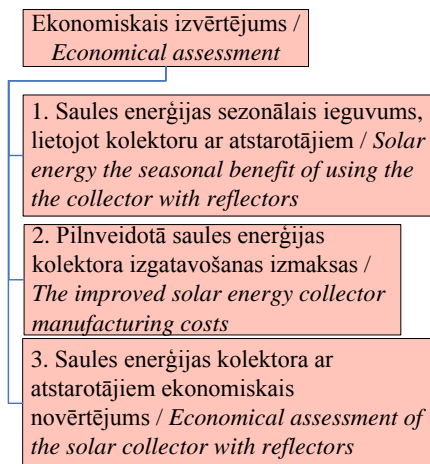 Ekonomiskais izvērtējums /
Economical assessment
1. Saules enerģijas sezonālais ieguvums,
lietojot kolektoru ar atstarotājiem / Solar
energy the seasonal benefit of using the
the collector with reflectors
2. Pilnveidotā saules enerģijas
kolektora izgatavošanas izmaksas /
The improved solar energy collector
manufacturing costs
3. Saules enerģijas kolektora ar
atstarotājiem ekonomiskais
novērtējums / Economical assessment of
the solar collector with reflectors